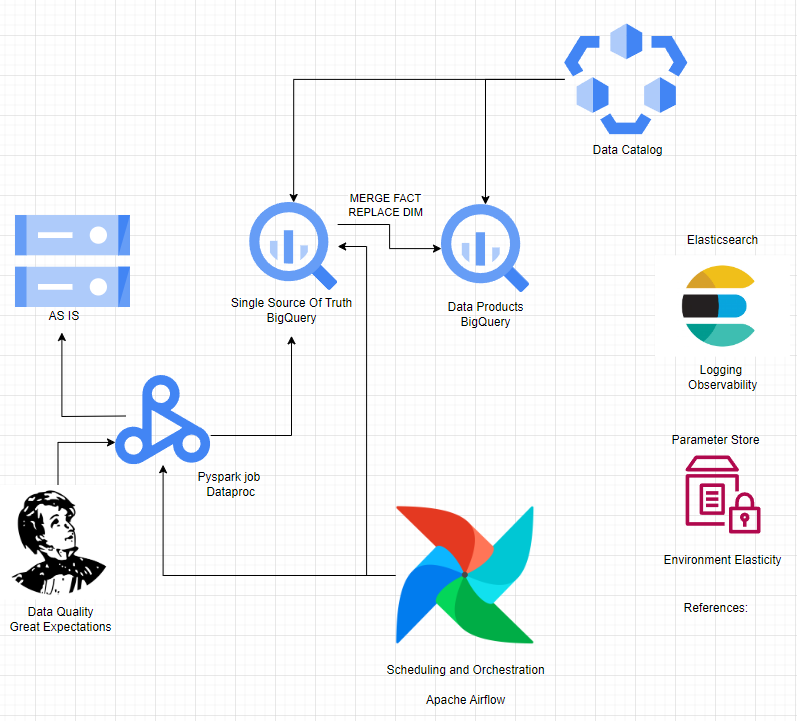 Data Catalog
MERGE FACT
REPLACE DIM
Elasticsearch
Single Source Of Truth
BigQuery
Data Products
BigQuery
AS IS
Logging
Observability
Parameter Store
Pyspark job
Dataproc
Environment Elasticity
Data Quality
Great Expectations
References:
Scheduling and Orchestration
Apache Airflow